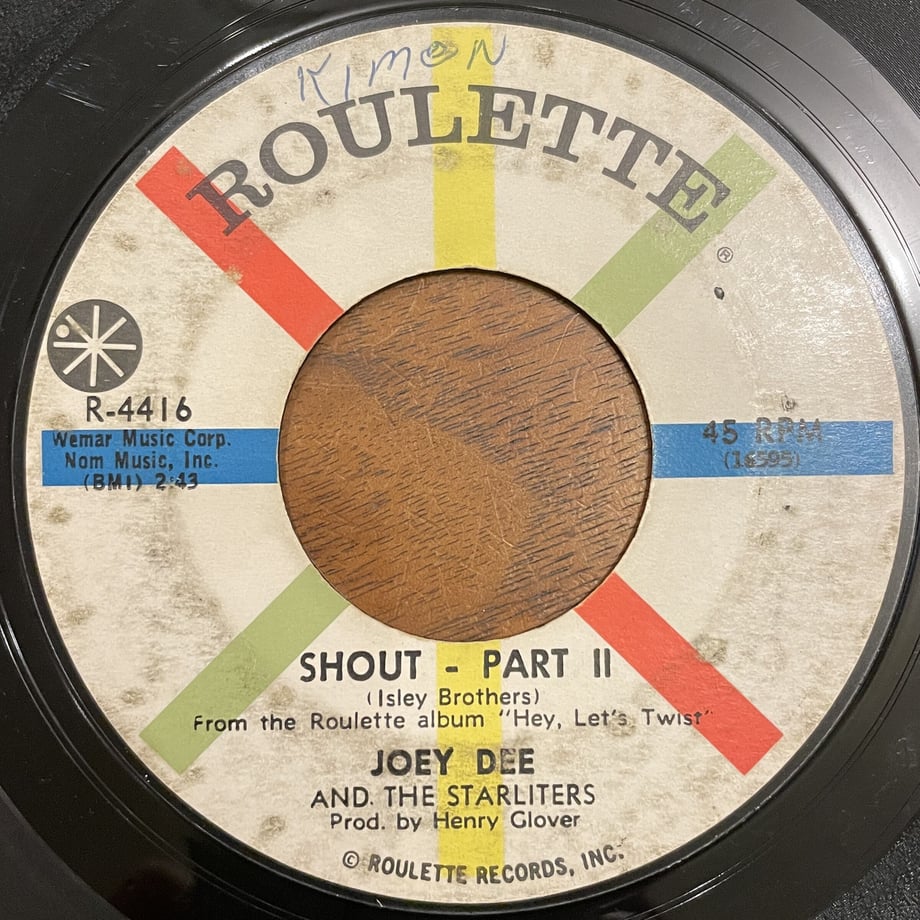 KIMON
ROULETTE
®
R-4416
Wemar Music Corp.
Nom Music, Inc.
(BMI) 2:43
45 RPM
(16595)
SHOUT - PART II
(Isley Brothers)
From the Roulette album "Hey, Let's Twist"
JOEY DEE
AND. THE STARLITERS
Prod. by Henry Glover
© ROULETTE RECORDS, INC.